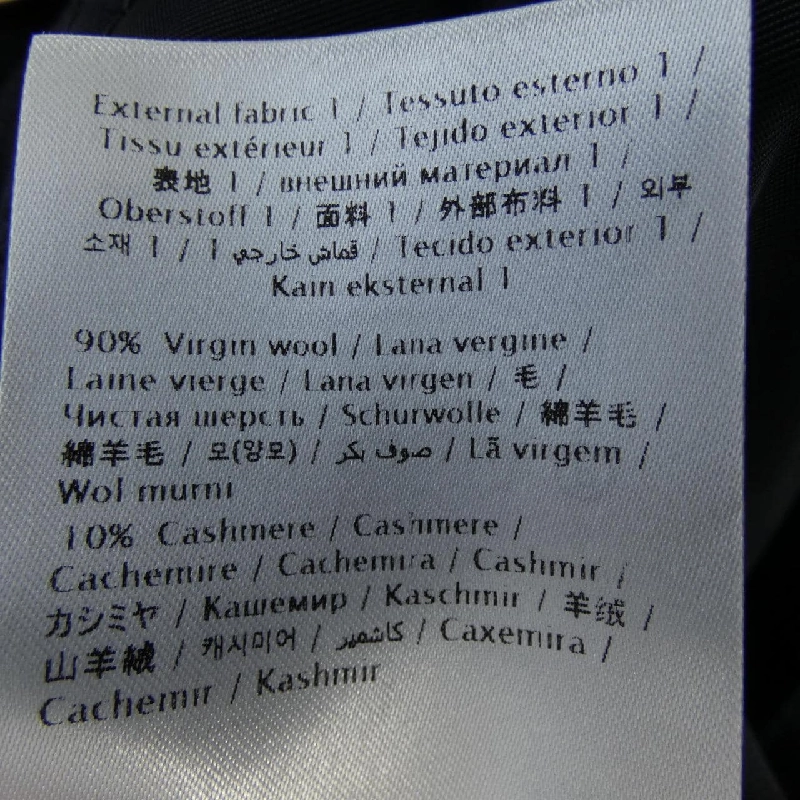 External fabric 1 / Tessuto esterno 1 /
Tissu extérieur 1 / Tejido exterior 1 /
表地 1 / внешний материал 1 /
Oberstoff 1 / 面料 1 / 外部布料 1 / 외부
소재 1 / 1 قماش خارجي / Tecido exterior 1 /
Kain eksternal 1
90% Virgin wool / Lana vergine /
Laine vierge / Lana virgen / 毛 /
Чистая шерсть / Schurwolle / 綿羊毛 /
綿羊毛 / 모(양모) / صوف بكر / Lã virgem /
Wol murni
10% Cashmere / Cashmere /
Cachemire / Cachemira / Cashmir /
カシミヤ / Кашемир / Kaschmir / 羊绒 /
山羊絨 / 캐시미어 / كاشمير / Caxemira /
Cachemir / Kashmir